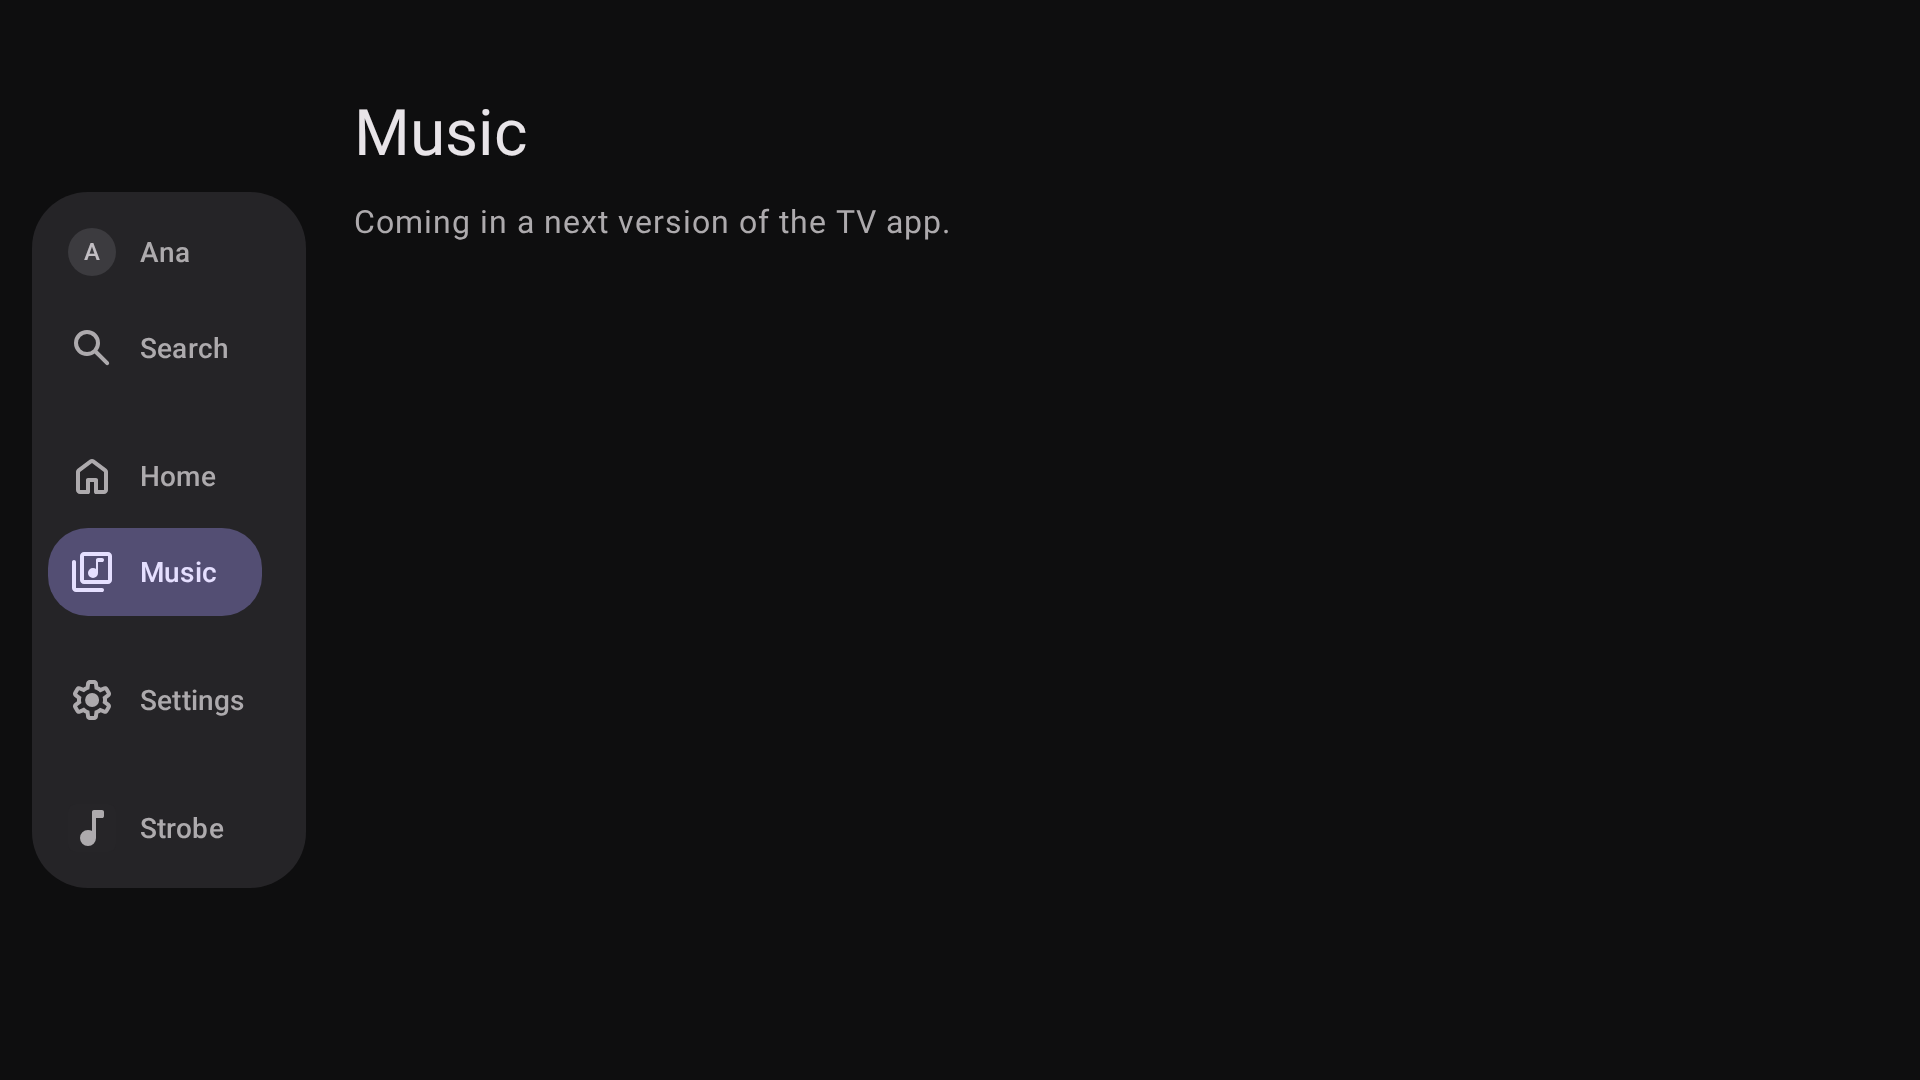 Music
Coming in a next version of the TV app.
A Ana
Search
Home
Music
Settings
Strobe